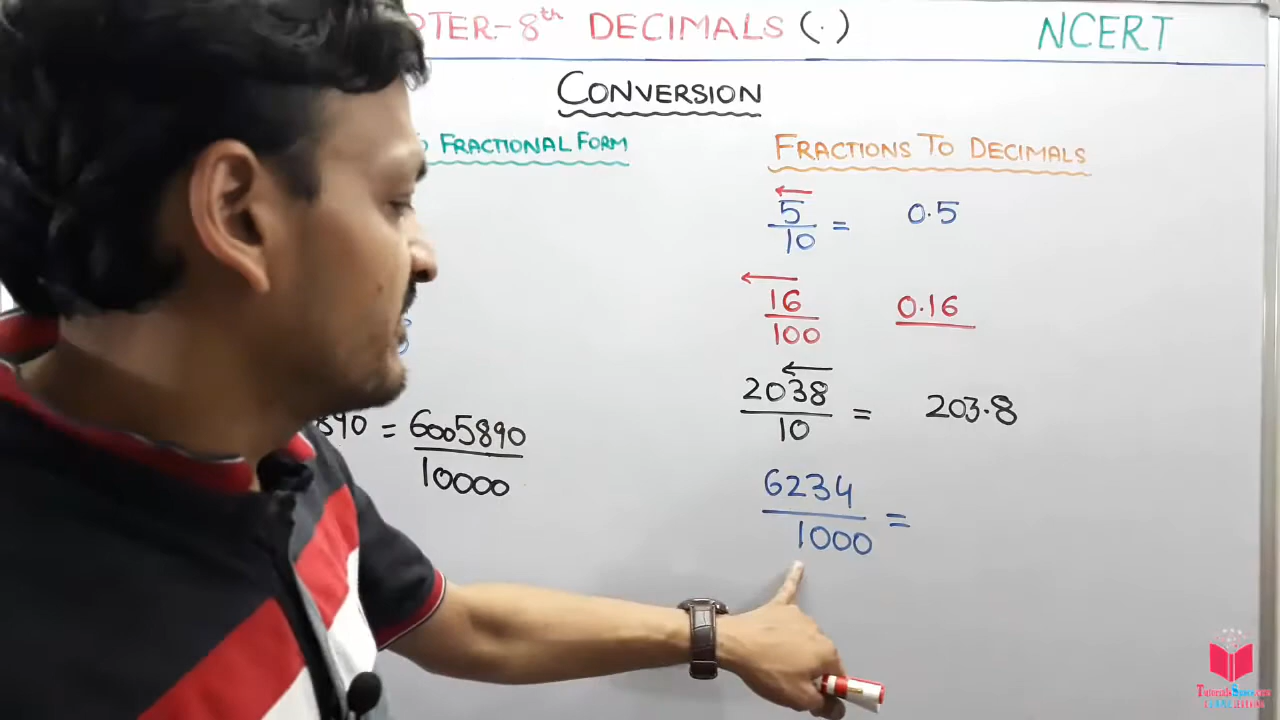 PTER-8th DECIMALS (.) NCERT
CONVERSION
FRACTIONAL FORM
FRACTIONS TO DECIMALS
5/10 = 0.5
16/100 0.16
2038/10 = 203.8
890 = 6005890/10000
6234/1000 =